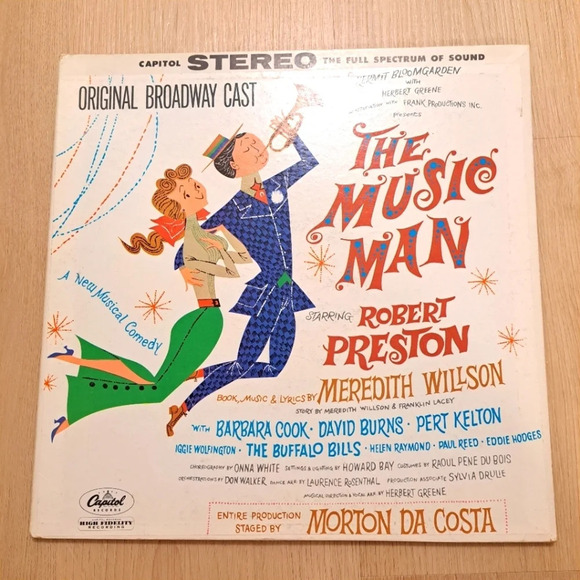 CAPITOL STEREO THE FULL SPECTRUM OF SOUND
KERMIT BLOOMGARDEN
with
HERBERT GREENE
FRANK PRODUCTIONS INC.
presents
ORIGINAL BROADWAY CAST
THE
MUSIC
MAN
A New Musical Comedy
STARRING ROBERT
PRESTON
BOOK, MUSIC & LYRICS BY MEREDITH WILLSON
STORY BY MEREDITH WILLSON & FRANKLIN LACEY
WITH BARBARA COOK · DAVID BURNS · PERT KELTON
IGGIE WOLFINGTON · THE BUFFALO BILLS · HELEN RAYMOND · PAUL REED · EDDIE HODGES
CHOREOGRAPHY BY ONNA WHITE SETTINGS & LIGHTING BY HOWARD BAY COSTUMES BY RAOUL PENE DU BOIS
ORCHESTRATIONS BY DON WALKER DANCE ARR. BY LAURENCE ROSENTHAL PRODUCTION ASSOCIATE SYLVIA DRULIE
MUSICAL DIRECTION & VOCAL ARR. BY HERBERT GREENE
ENTIRE PRODUCTION
STAGED BY
MORTON DA COSTA
Capitol
RECORDS
HIGH FIDELITY
RECORDING